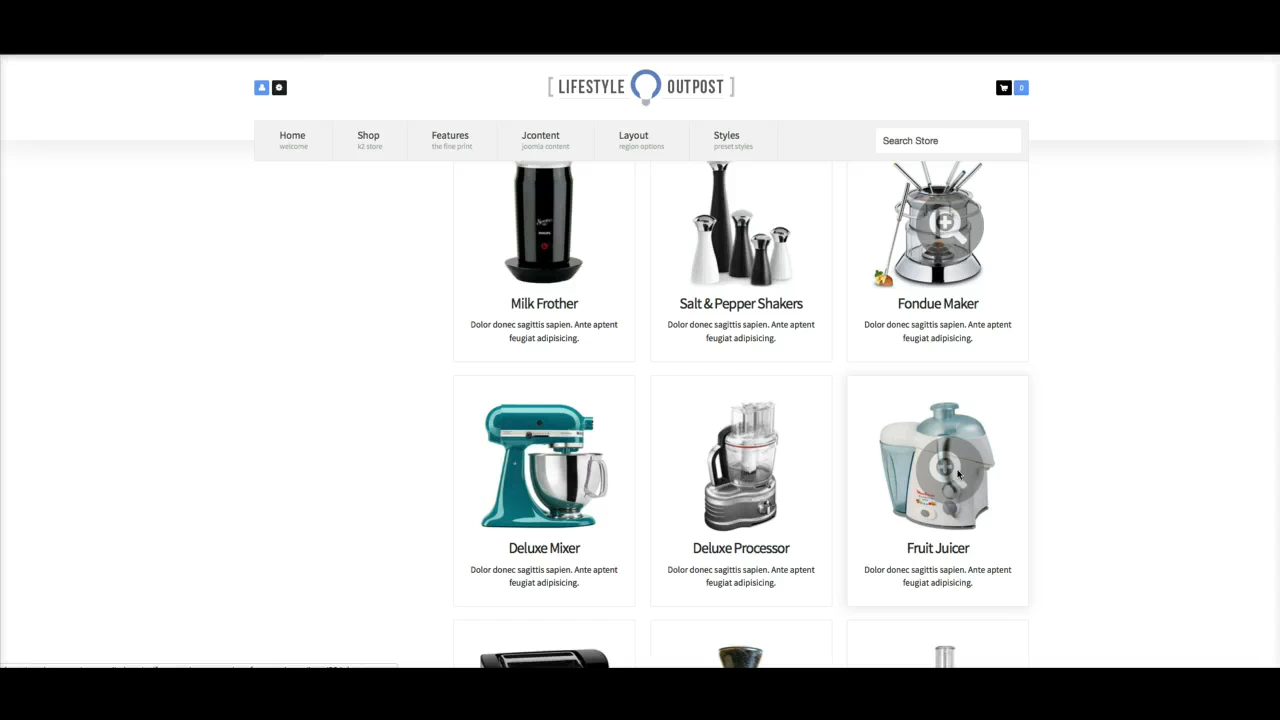 [ LIFESTYLE OUTPOST ]
0
Home
welcome
Shop
k2 store
Features
the fine print
Jcontent
joomla content
Layout
region options
Styles
preset styles
Search Store
Milk Frother
Dolor donec sagittis sapien. Ante aptent
feugiat adipisicing.
Salt & Pepper Shakers
Dolor donec sagittis sapien. Ante aptent
feugiat adipisicing.
Fondue Maker
Dolor donec sagittis sapien. Ante aptent
feugiat adipisicing.
Deluxe Mixer
Dolor donec sagittis sapien. Ante aptent
feugiat adipisicing.
Deluxe Processor
Dolor donec sagittis sapien. Ante aptent
feugiat adipisicing.
Fruit Juicer
Dolor donec sagittis sapien. Ante aptent
feugiat adipisicing.